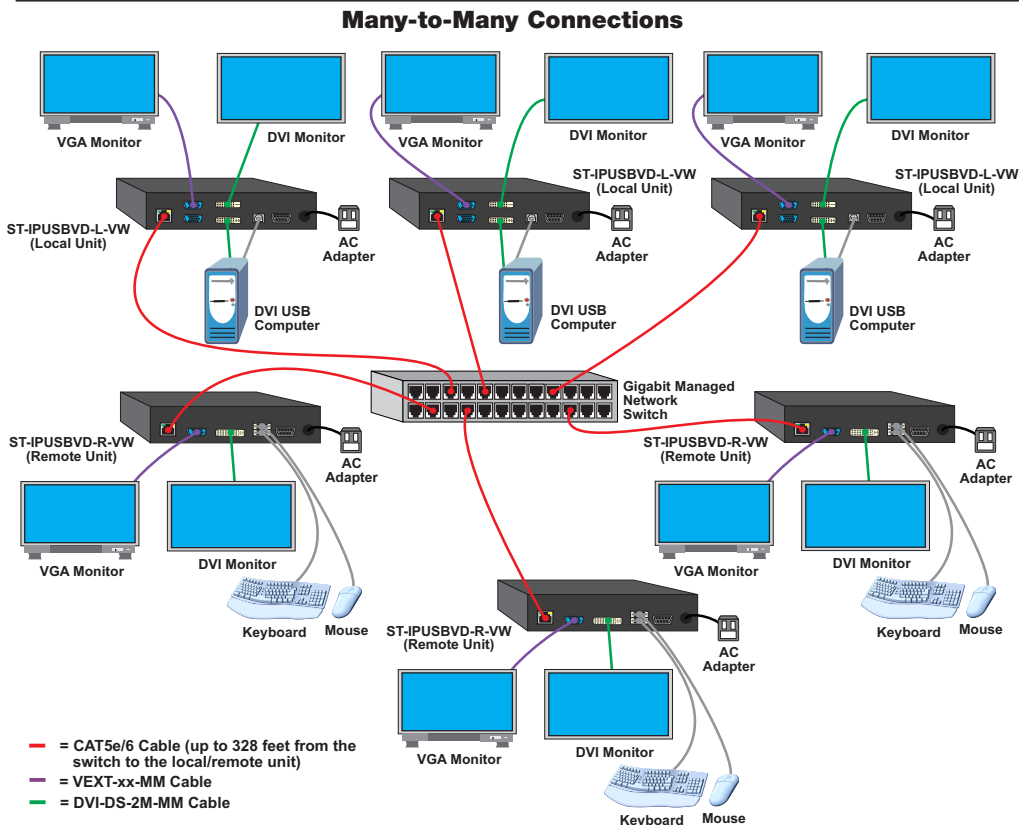 Many-to-Many Connections
VGA Monitor
DVI Monitor
VGA Monitor
DVI Monitor
VGA Monitor
DVI Monitor
ST-IPUSBVD-L-VW
(Local Unit)
AC
Adapter
DVI USB
Computer
ST-IPUSBVD-L-VW
(Local Unit)
AC
Adapter
DVI USB
Computer
ST-IPUSBVD-L-VW
(Local Unit)
AC
Adapter
DVI USB
Computer
Gigabit Managed
Network
Switch
ST-IPUSBVD-R-VW
(Remote Unit)
AC
Adapter
VGA Monitor
DVI Monitor
Keyboard
Mouse
ST-IPUSBVD-R-VW
(Remote Unit)
AC
Adapter
VGA Monitor
DVI Monitor
Keyboard
Mouse
ST-IPUSBVD-R-VW
(Remote Unit)
AC
Adapter
VGA Monitor
DVI Monitor
Keyboard
Mouse
= CAT5e/6 Cable (up to 328 feet from the
switch to the local/remote unit)
= VEXT-xx-MM Cable
= DVI-DS-2M-MM Cable